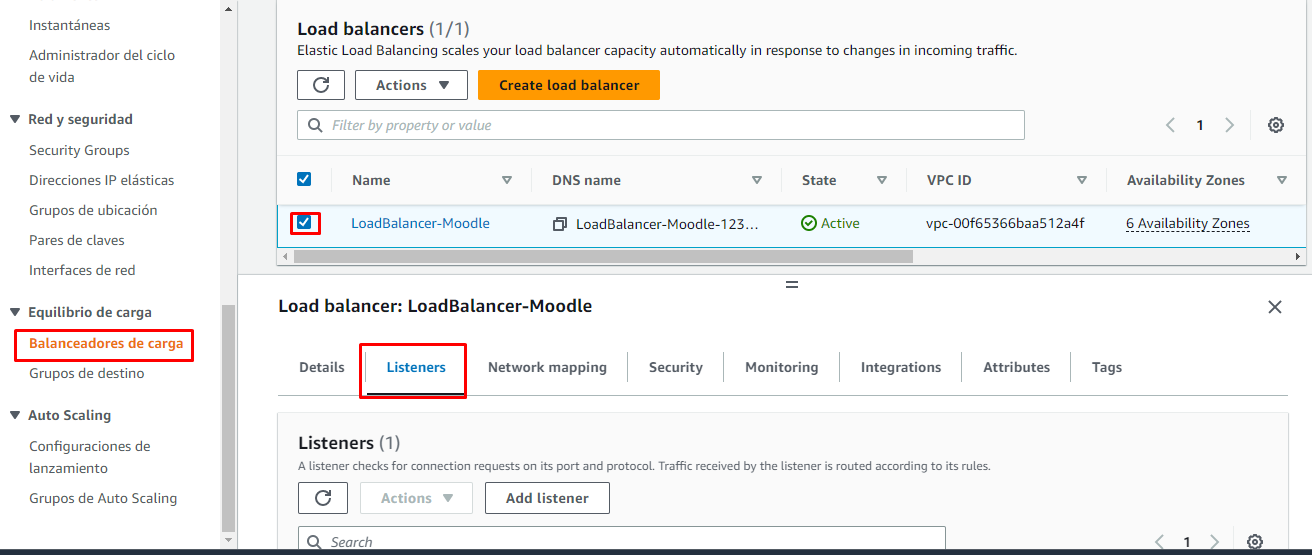 Instantáneas
Administrador del ciclo
de vida
Red y seguridad
Security Groups
Direcciones IP elásticas
Grupos de ubicación
Pares de claves
Interfaces de red
Equilibrio de carga
Balanceadores de carga
Grupos de destino
Auto Scaling
Configuraciones de
lanzamiento
Grupos de Auto Scaling
Load balancers (1/1)
Elastic Load Balancing scales your load balancer capacity automatically in response to changes in incoming traffic.
Actions Create load balancer
Filter by property or value 1
Name DNS name State VPC ID Availability Zones
LoadBalancer-Moodle LoadBalancer-Moodle-123... Active vpc-00f65366baa512a4f 6 Availability Zones
Load balancer: LoadBalancer-Moodle
Details Listeners Network mapping Security Monitoring Integrations Attributes Tags
Listeners (1)
A listener checks for connection requests on its port and protocol. Traffic received by the listener is routed according to its rules.
Actions Add listener
Search 1